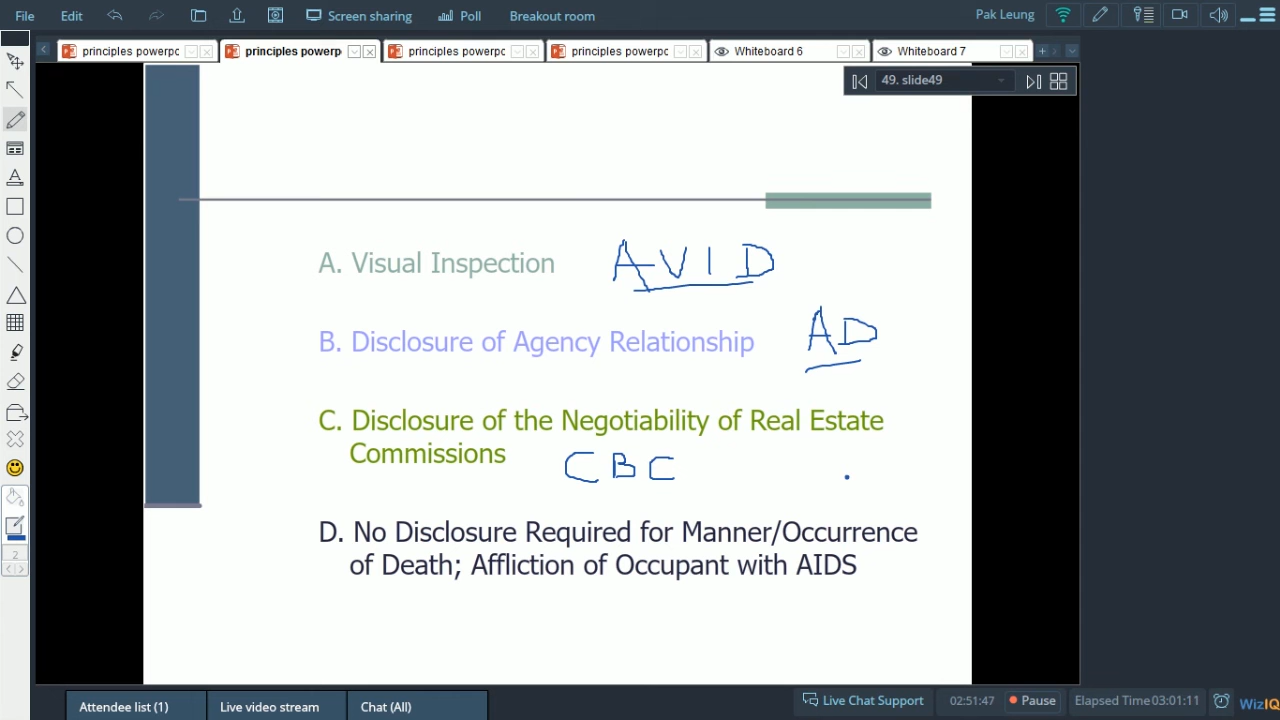 File Edit Screen sharing Poll Breakout room Pak Leung
principles powerpc principles powerp principles powerpc principles powerpc Whiteboard 6 Whiteboard 7
49. slide49
A. Visual Inspection AVID
B. Disclosure of Agency Relationship AD
C. Disclosure of the Negotiability of Real Estate
Commissions CBC
D. No Disclosure Required for Manner/Occurrence
of Death; Affliction of Occupant with AIDS
2
Attendee list (1) Live video stream Chat (All) Live Chat Support 02:51:47 Pause Elapsed Time 03:01:11 WizIQ